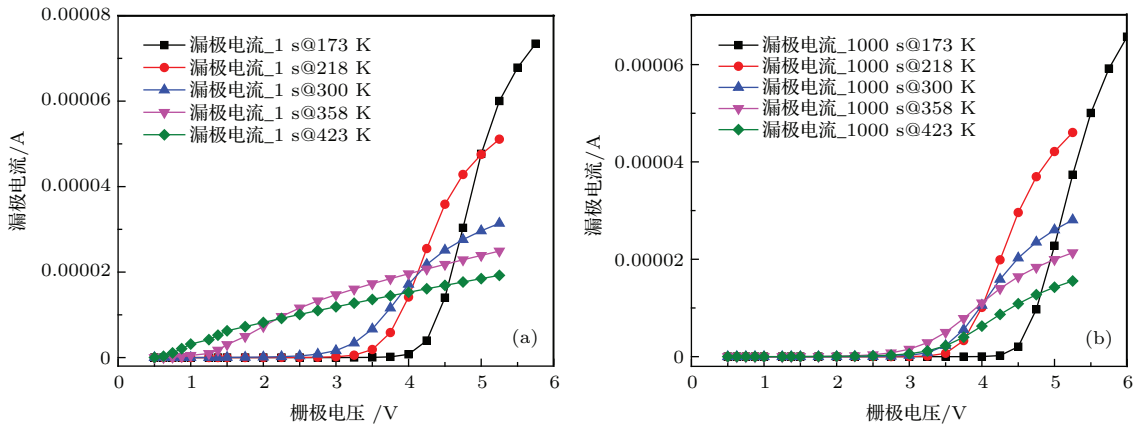 0.00008
0.00006
0.00004
0.00002
0
漏极电流/A
漏极电流_1 s@173 K
漏极电流_1 s@218 K
漏极电流_1 s@300 K
漏极电流_1 s@358 K
漏极电流_1 s@423 K
(a)
0 1 2 3 4 5 6
栅极电压 /V
0.00006
0.00004
0.00002
0
漏极电流/A
漏极电流_1000 s@173 K
漏极电流_1000 s@218 K
漏极电流_1000 s@300 K
漏极电流_1000 s@358 K
漏极电流_1000 s@423 K
(b)
0 1 2 3 4 5 6
栅极电压/V